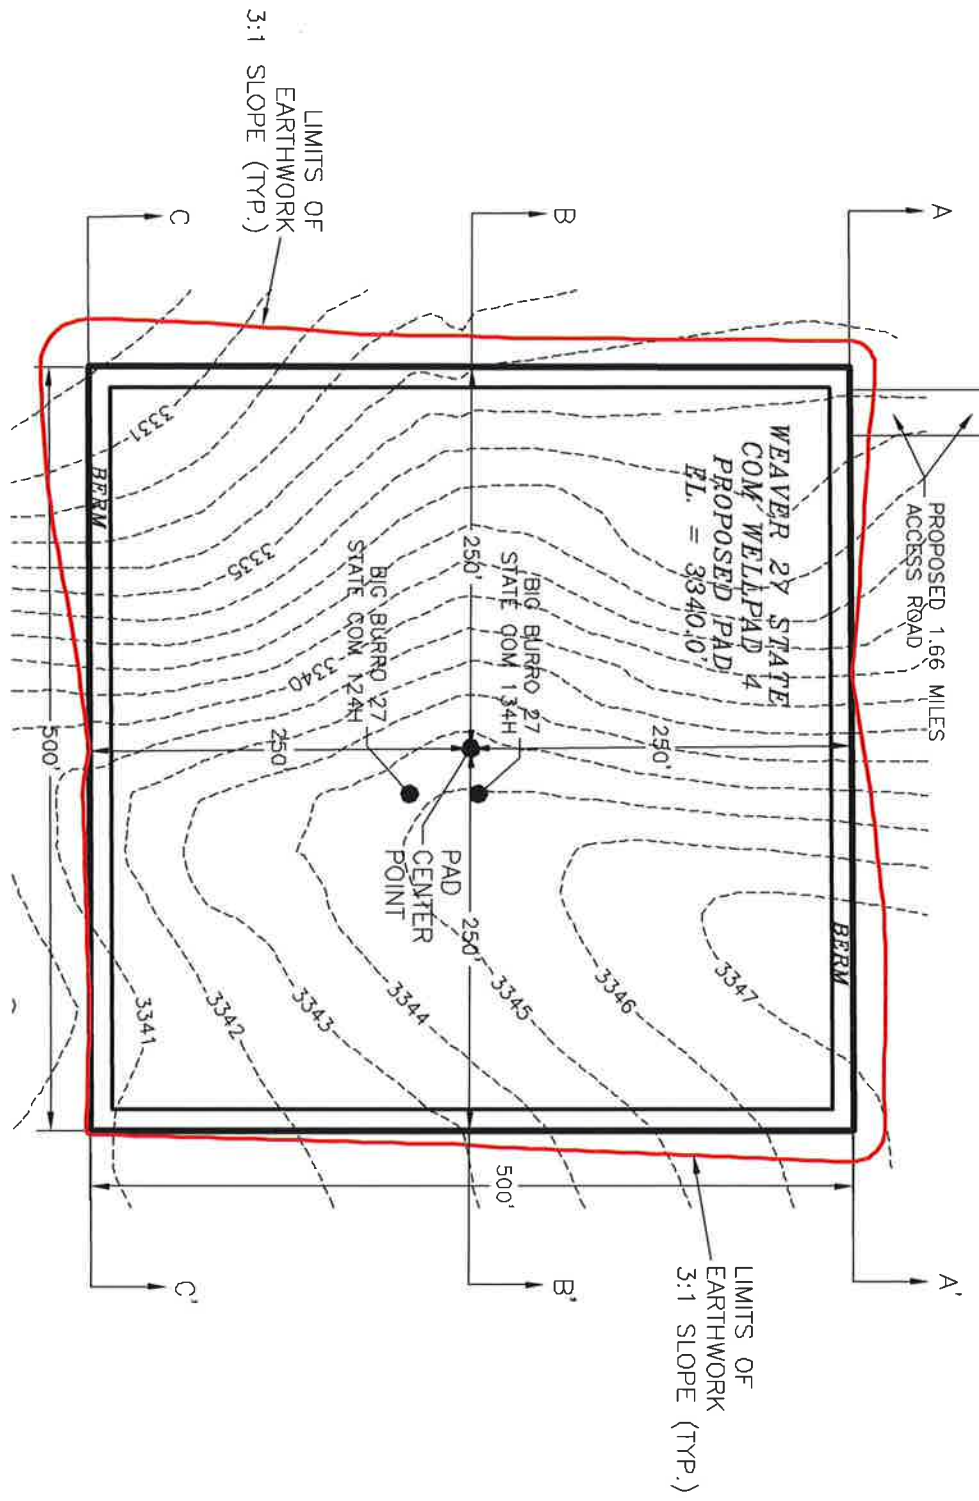 A
B
C
LIMITS OF
EARTHWORK
3:1 SLOPE (TYP.)
PROPOSED 1.66 MILES
ACCESS ROAD
WEAVER 27 STATE
COM WELLPAD 4
PROPOSED PAD
EL. = 3340.0'
3331
BERM
3335
250'
BIG BURRO 27
STATE COM 134H
BIG BURRO 27
STATE COM 124H
3340
250'
250'
500'
PAD
CENTER
POINT
250'
BERM
3347
3346
3345
3344
3343
3342
3341
500'
A'
B'
C'
LIMITS OF
EARTHWORK
3:1 SLOPE (TYP.)